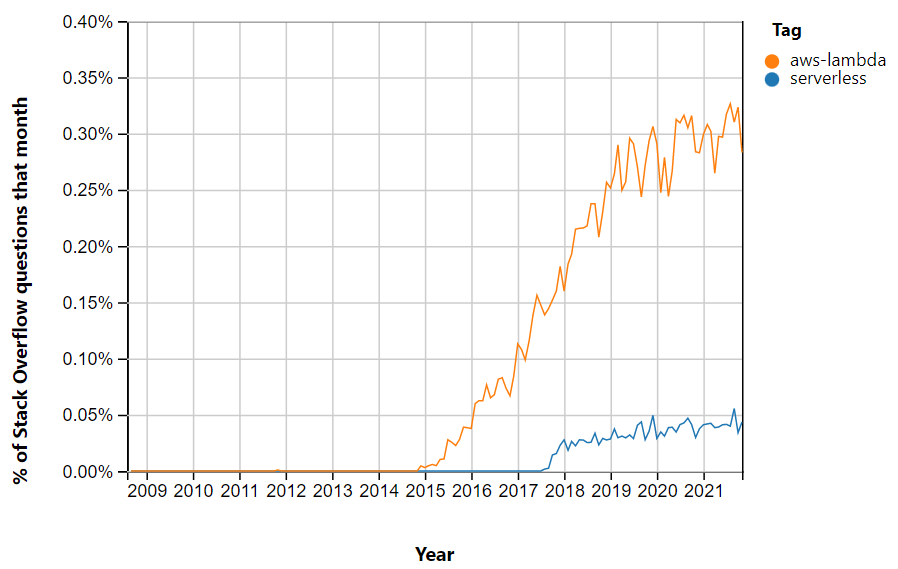 0.40%
0.35%
0.30%
0.25%
0.20%
0.15%
0.10%
0.05%
0.00%
% of Stack Overflow questions that month
2009 2010 2011 2012 2013 2014 2015 2016 2017 2018 2019 2020 2021
Year
Tag
aws-lambda
serverless